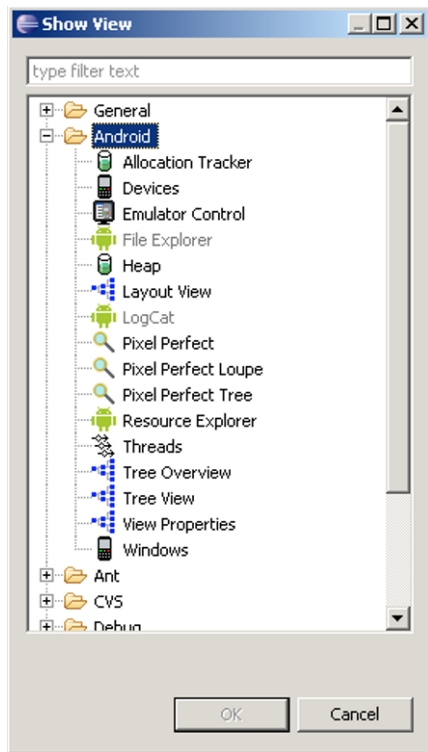 Show View
type filter text
General
Android
Allocation Tracker
Devices
Emulator Control
File Explorer
Heap
Layout View
LogCat
Pixel Perfect
Pixel Perfect Loupe
Pixel Perfect Tree
Resource Explorer
Threads
Tree Overview
Tree View
View Properties
Windows
Ant
CVS
Debug
OK Cancel